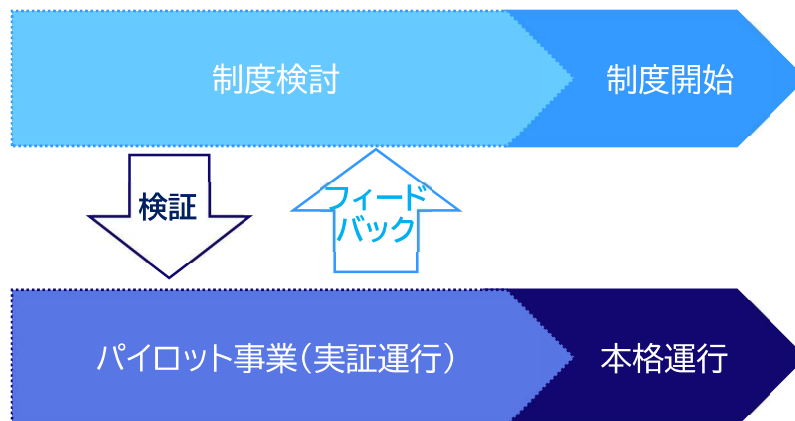 制度検討
制度開始
検証
フィード
バック
パイロット事業(実証運行)
本格運行